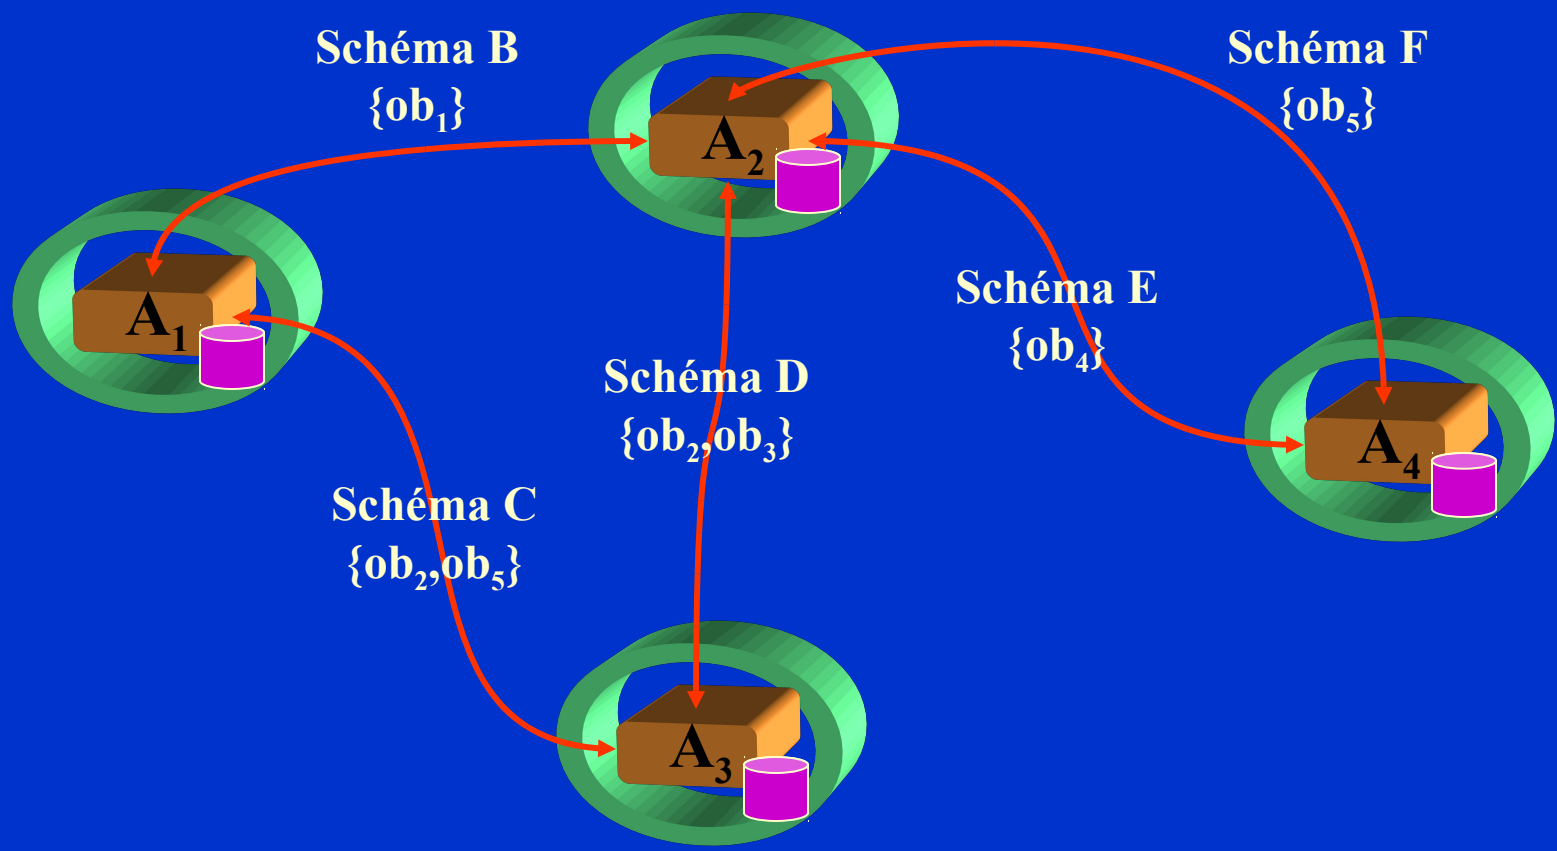 Schéma B
{ob₁}
Schéma F
{ob₅}
A₂
Schéma E
{ob₄}
A₁
Schéma D
{ob₂,ob₃}
A₄
Schéma C
{ob₂,ob₅}
A₃